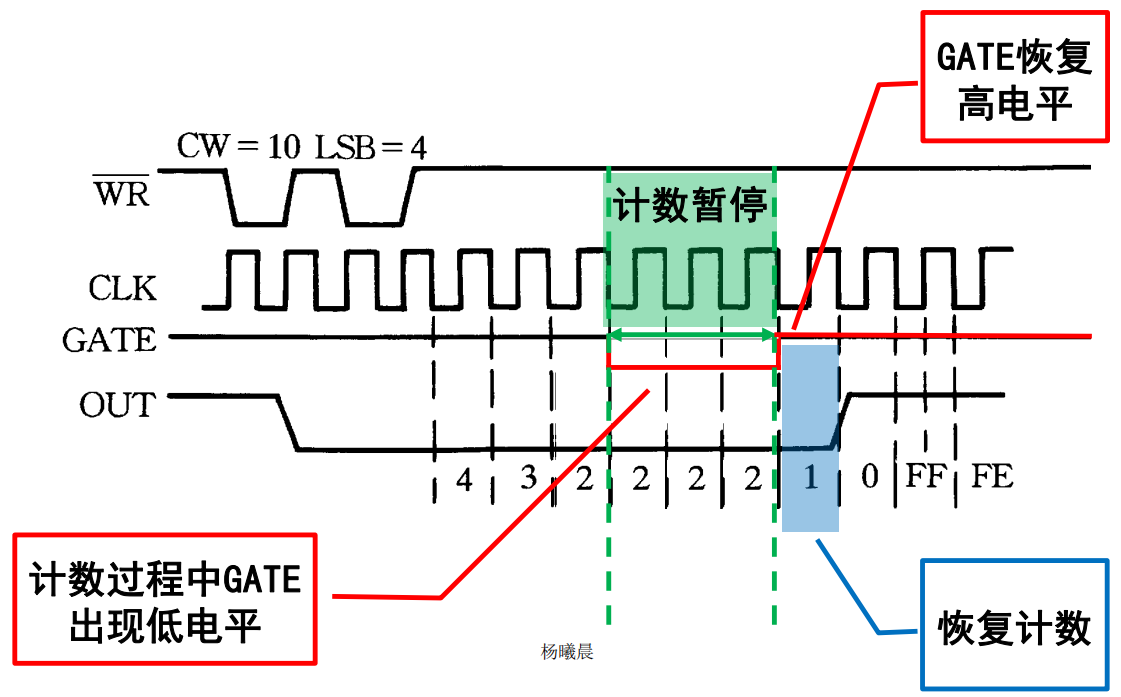 GATE恢复
高电平
CW = 10 LSB = 4
WR
计数暂停
CLK
GATE
OUT
4 3 2 2 2 2 1 0 FF FE
计数过程中GATE
出现低电平
恢复计数
杨曦晨